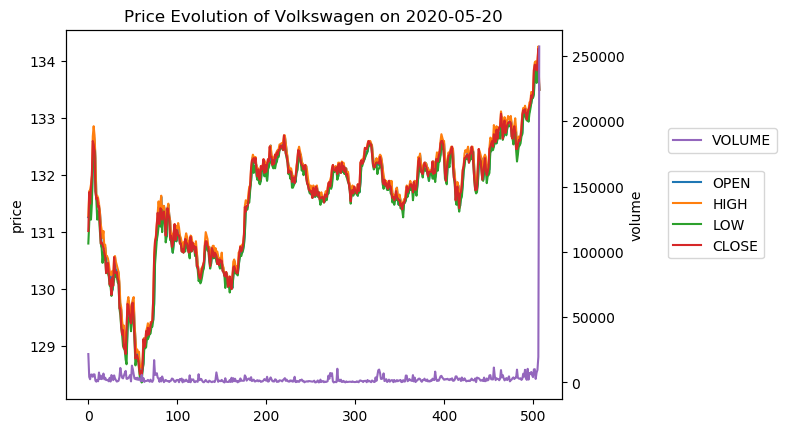 Price Evolution of Volkswagen on 2020-05-20
price
134
133
132
131
130
129
0
100
200
300
400
500
250000
200000
150000
100000
50000
0
volume
VOLUME
OPEN
HIGH
LOW
CLOSE